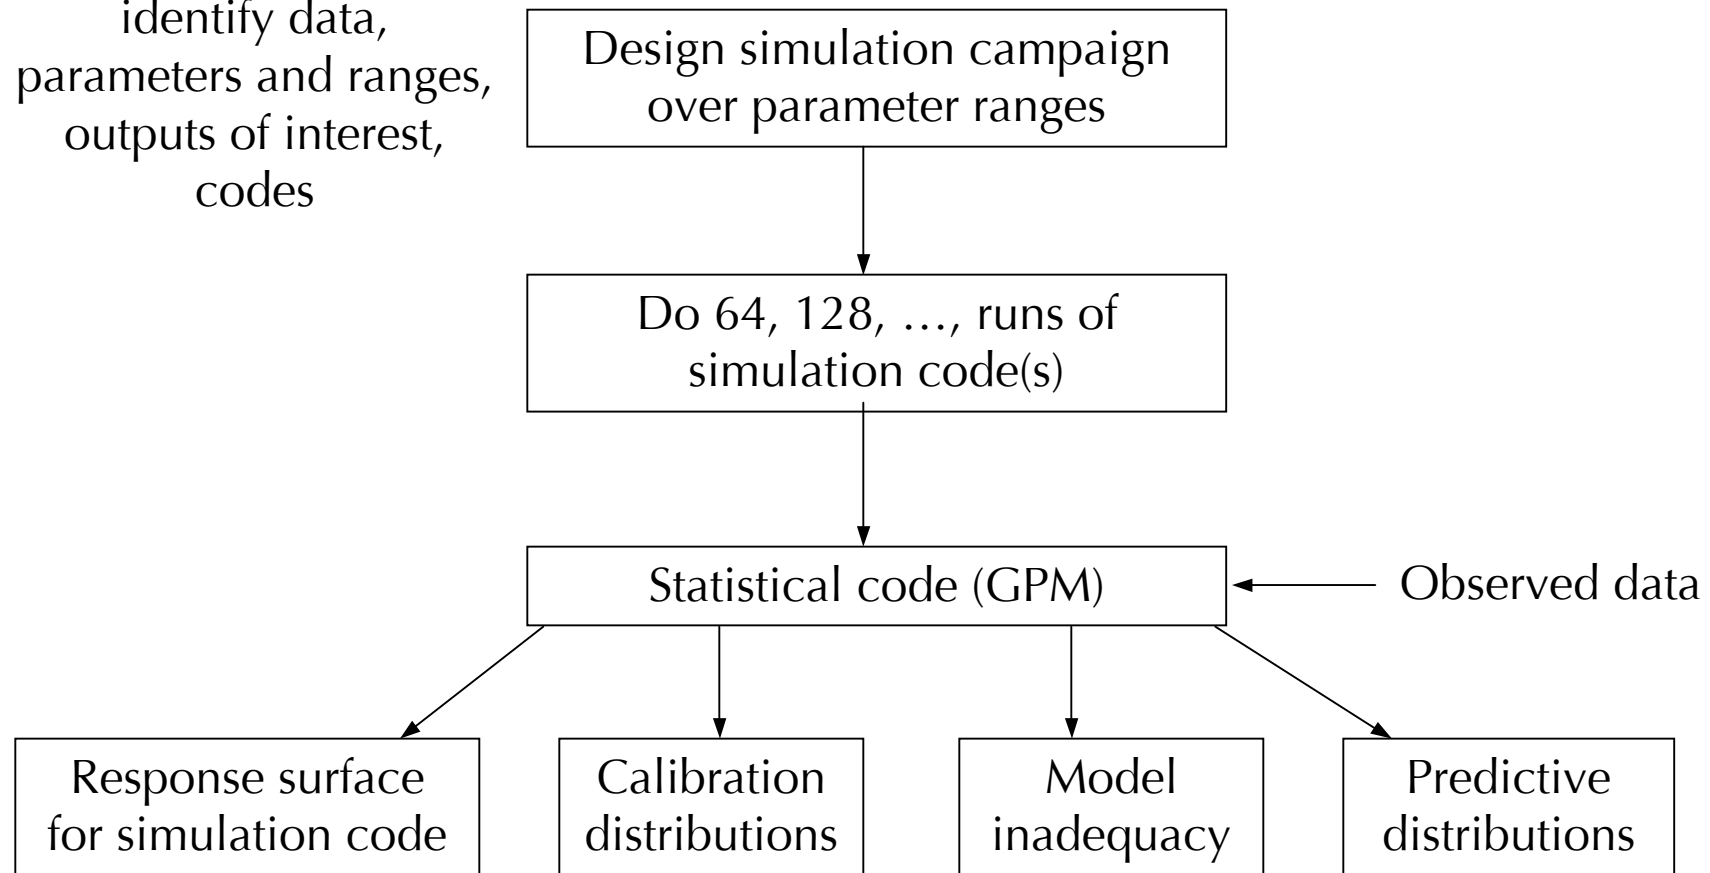 identify data,
parameters and ranges,
outputs of interest,
codes
Design simulation campaign
over parameter ranges
Do 64, 128, …, runs of
simulation code(s)
Statistical code (GPM)
Observed data
Response surface
for simulation code
Calibration
distributions
Model
inadequacy
Predictive
distributions